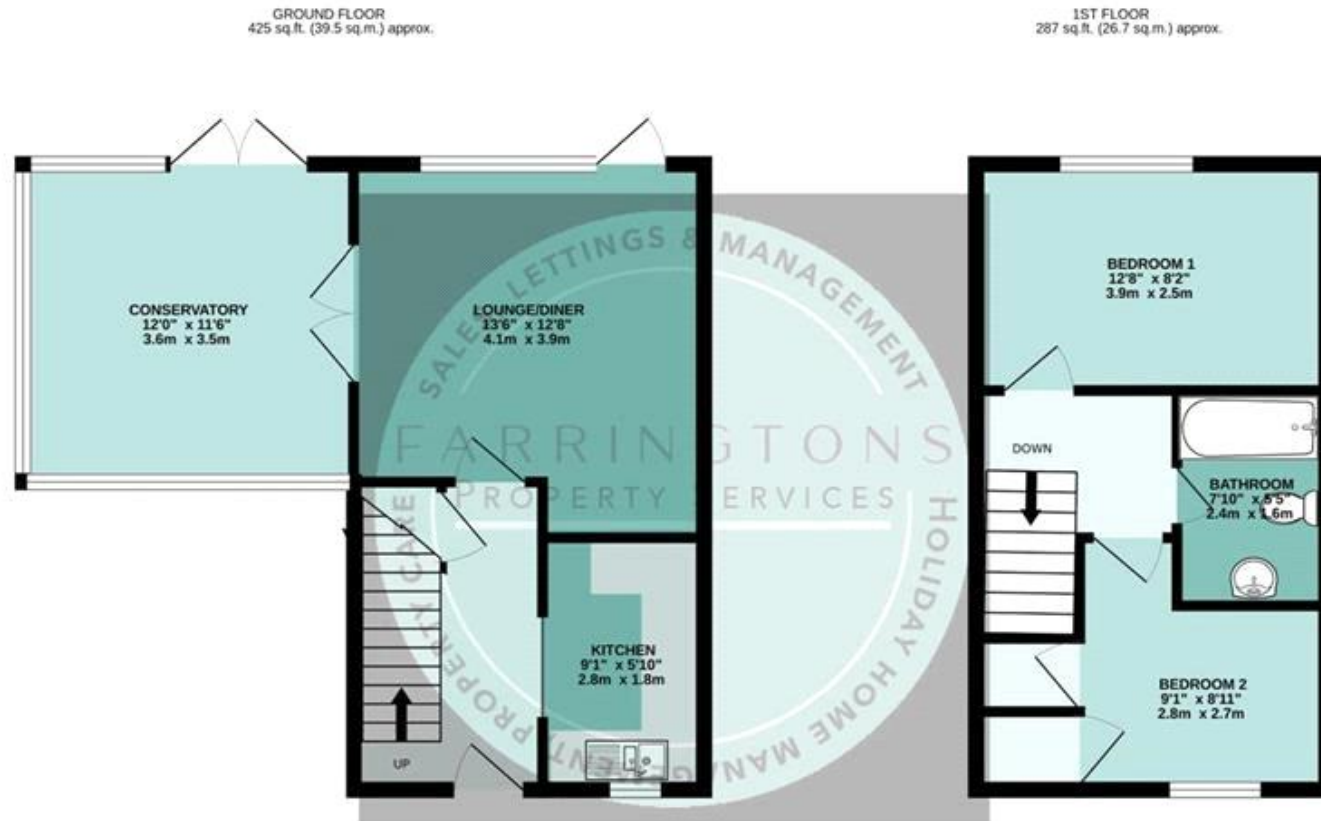 GROUND FLOOR
425 sq.ft. (39.5 sq.m.) approx.
1ST FLOOR
287 sq.ft. (26.7 sq.m.) approx.
CONSERVATORY
12'0" x 11'6"
3.6m x 3.5m
LOUNGE/DINER
13'6" x 12'8"
4.1m x 3.9m
KITCHEN
9'1" x 5'10"
2.8m x 1.8m
UP
BEDROOM 1
12'8" x 8'2"
3.9m x 2.5m
DOWN
BATHROOM
7'10" x 5'5"
2.4m x 1.6m
BEDROOM 2
9'1" x 8'11"
2.8m x 2.7m
SALES LETTINGS & MANAGEMENT
FARRINGTONS
PROPERTY SERVICES
HOLIDAY HOME MANAGEMENT
PROPERTY CARE